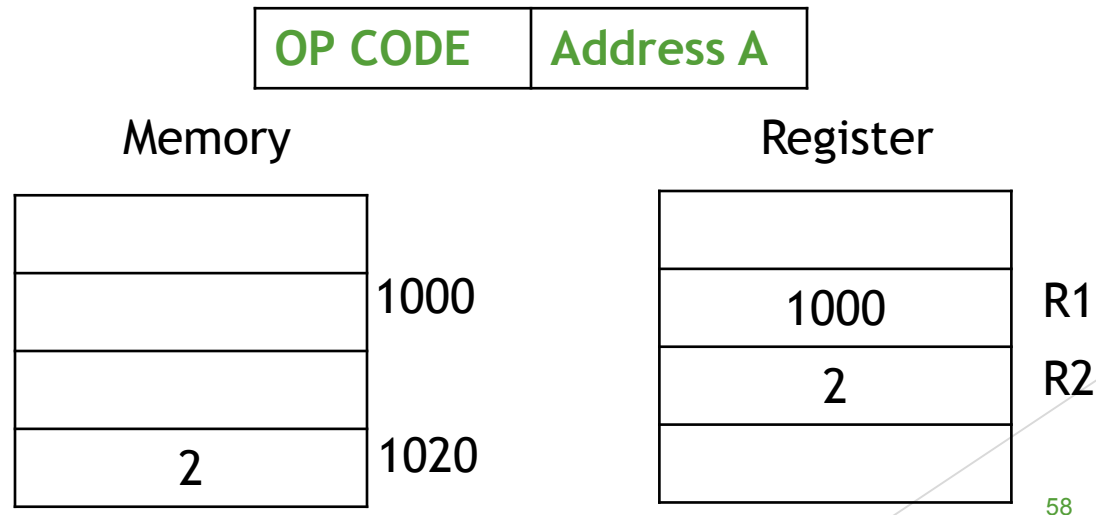 OP CODE Address A
Memory Register
1000 1000 R1
2 R2
2 1020
58